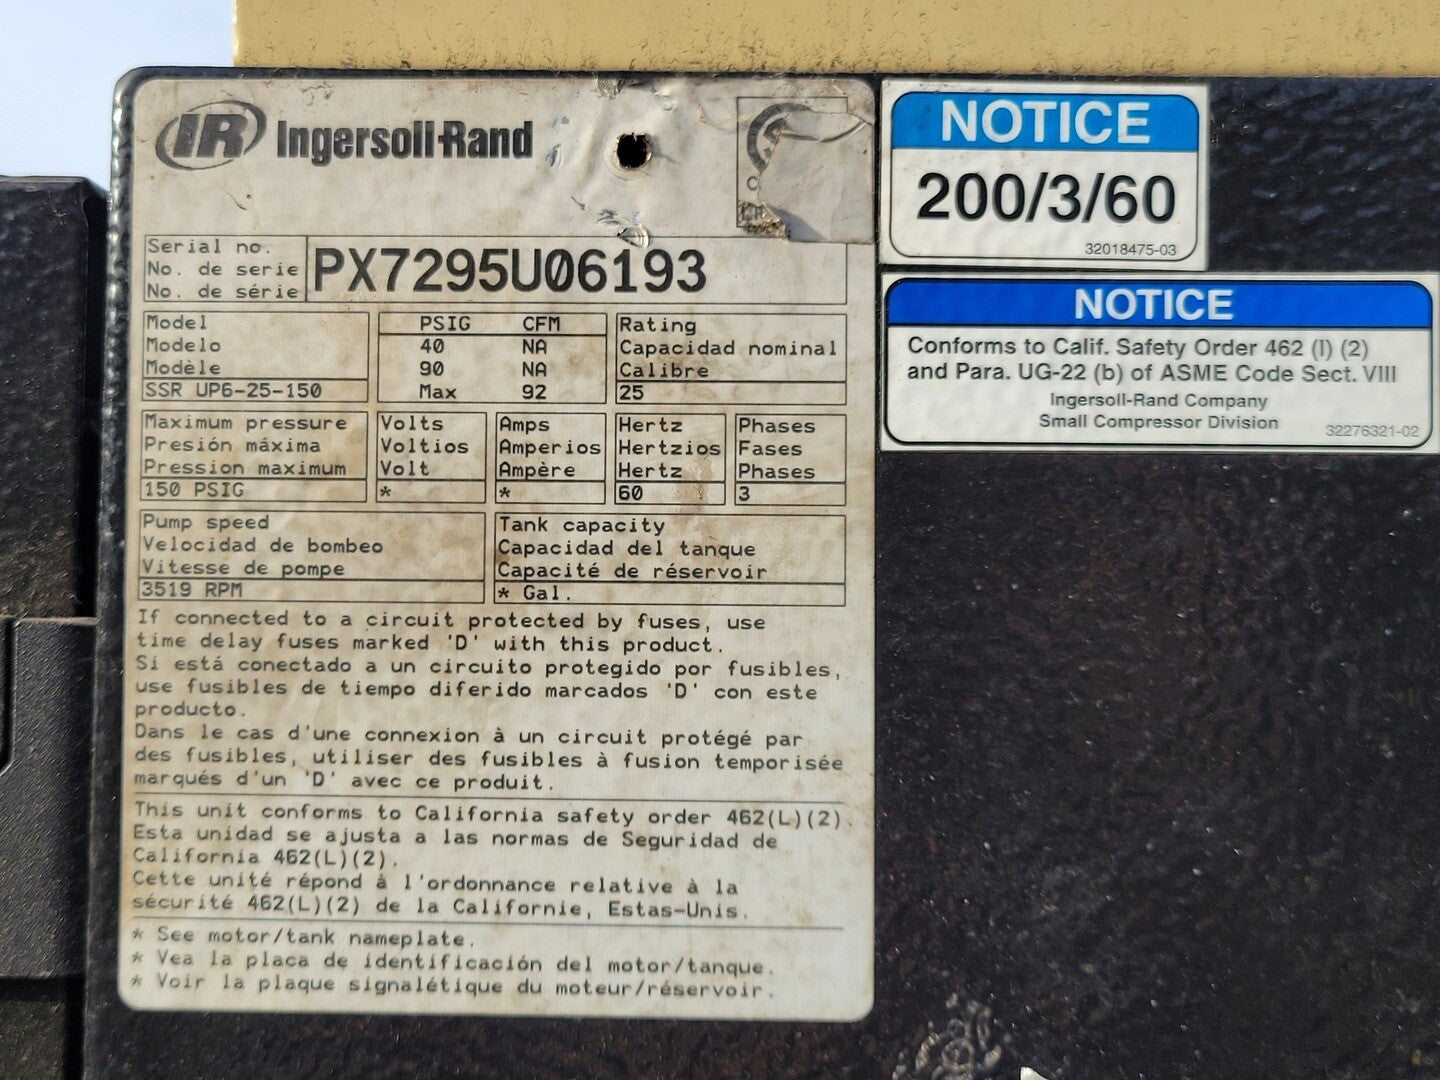 IR Ingersoll-Rand
Serial no.
No. de serie
No. de série
PX7295U06193
Model
Modelo
Modèle
SSR UP6-25-150
PSIG CFM
40 NA
90 NA
Max 92
Rating
Capacidad nominal
Calibre
25
Maximum pressure
Presión máxima
Pression maximum
150 PSIG
Volts
Voltios
Volt
*
Amps
Amperios
Ampère
*
Hertz
Hertzios
Hertz
60
Phases
Fases
Phases
3
Pump speed
Velocidad de bombeo
Vitesse de pompe
3519 RPM
Tank capacity
Capacidad del tanque
Capacité de réservoir
* Gal.
If connected to a circuit protected by fuses, use
time delay fuses marked 'D' with this product.
Si está conectado a un circuito protegido por fusibles,
use fusibles de tiempo diferido marcados 'D' con este
producto.
Dans le cas d'une connexion à un circuit protégé par
des fusibles, utiliser des fusibles à fusion temporisée
marqués d'un 'D' avec ce produit.
This unit conforms to California safety order 462(L)(2).
Esta unidad se ajusta a las normas de Seguridad de
California 462(L)(2).
Cette unité répond à l'ordonnance relative à la
sécurité 462(L)(2) de la Californie, Estas-Unis.
* See motor/tank nameplate.
* Vea la placa de identificación del motor/tanque.
* Voir la plaque signalétique du moteur/réservoir.
NOTICE
200/3/60
32018475-03
NOTICE
Conforms to Calif. Safety Order 462 (l) (2)
and Para. UG-22 (b) of ASME Code Sect. VIII
Ingersoll-Rand Company
Small Compressor Division
32276321-02